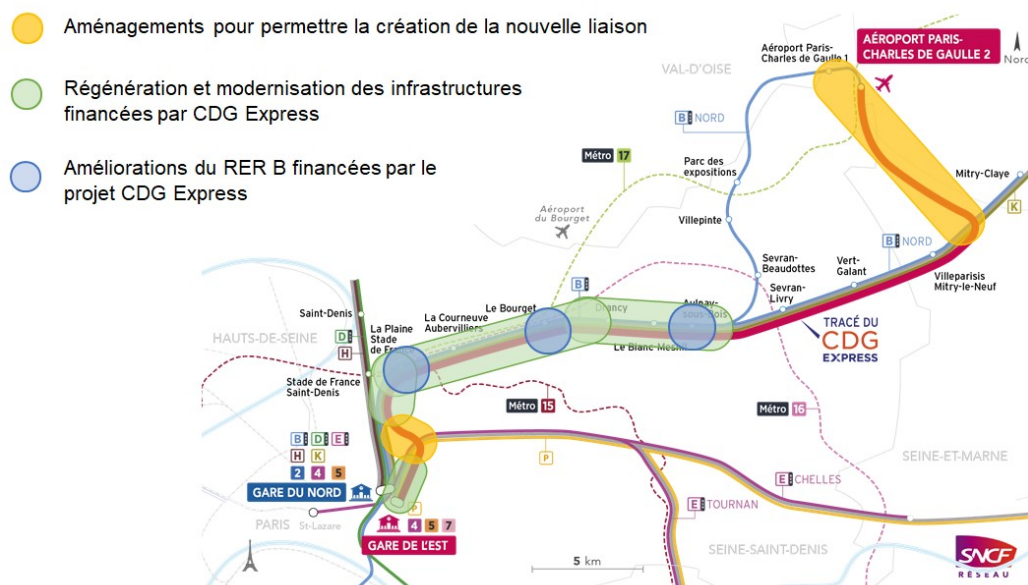 Aménagements pour permettre la création de la nouvelle liaison
Régénération et modernisation des infrastructures
financées par CDG Express
Améliorations du RER B financées par le
projet CDG Express
AÉROPORT PARIS-
CHARLES DE GAULLE 2
Nord
Aéroport Paris-
Charles de Gaulle 1
VAL-D'OISE
B NORD
Métro 17
Parc des
expositions
Mitry-Claye
K
Aéroport
du Bourget
Villepinte
B NORD
Sevran-
Beaudottes
Vert-
Galant
Villeparisis
Mitry-le-Neuf
Sevran-
Livry
B
Le Bourget
Drancy
Aulnay-
sous-Bois
Saint-Denis
La Courneuve
Aubervilliers
La Plaine
Stade
de France
Le Blanc-Mesnil
TRACÉ DU
CDG
EXPRESS
HAUTS-DE-SEINE
D
H
Stade de France
Saint-Denis
Métro 15
Métro 16
B D E
H K
2 4 5
P
SEINE-ET-MARNE
GARE DU NORD
E CHELLES
P
PARIS
St-Lazare
4 5 7
E TOURNAN
GARE DE L'EST
5 km
SEINE-SAINT-DENIS
SNCF
RÉSEAU